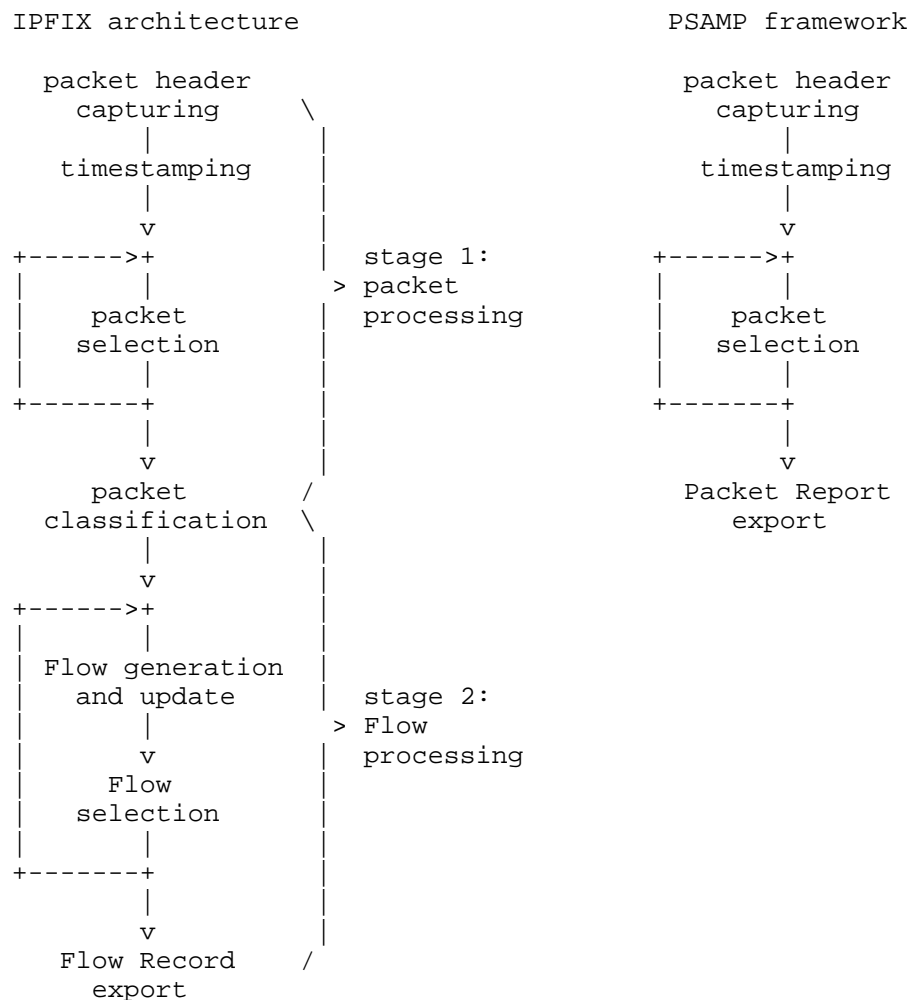 IPFIX architecture PSAMP framework
packet header packet header
capturing \ capturing
| | |
timestamping | timestamping
| | |
v | v
+------>+ | stage 1: +------>+
| | > packet | |
| packet | processing | packet
| selection | | selection
| | | | |
+-------+ | +-------+
| | |
v | v
packet / Packet Report
classification \ export
| |
v |
+------>+ |
| | |
| Flow generation |
| and update | stage 2:
| | > Flow
| v | processing
| Flow |
| selection |
| | |
+-------+ |
| |
v |
Flow Record /
export